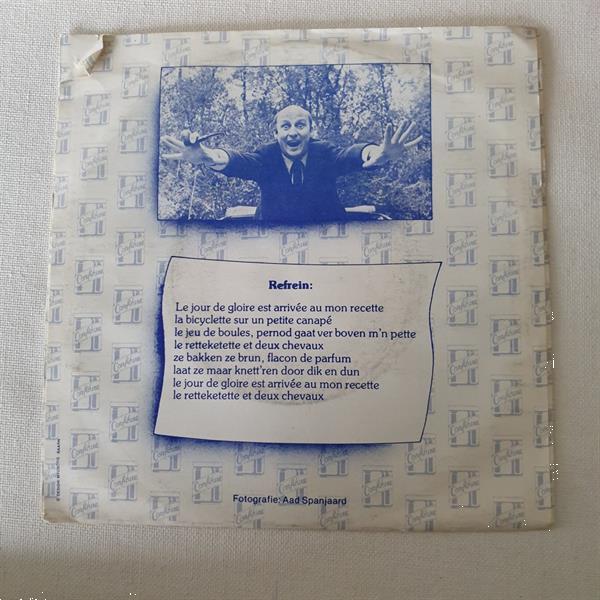 Refrein:
Le jour de gloire est arrivée au mon recette
la bicyclette sur un petite canapé
le jeu de boules, pernod gaat ver boven m'n pette
le retteketette et deux chevaux
ze bakken ze brun, flacon de parfum
laat ze maar knett'ren door dik en dun
le jour de gloire est arrivée au mon recette
le retteketette et deux chevaux
Fotografie: Aad Spanjaard